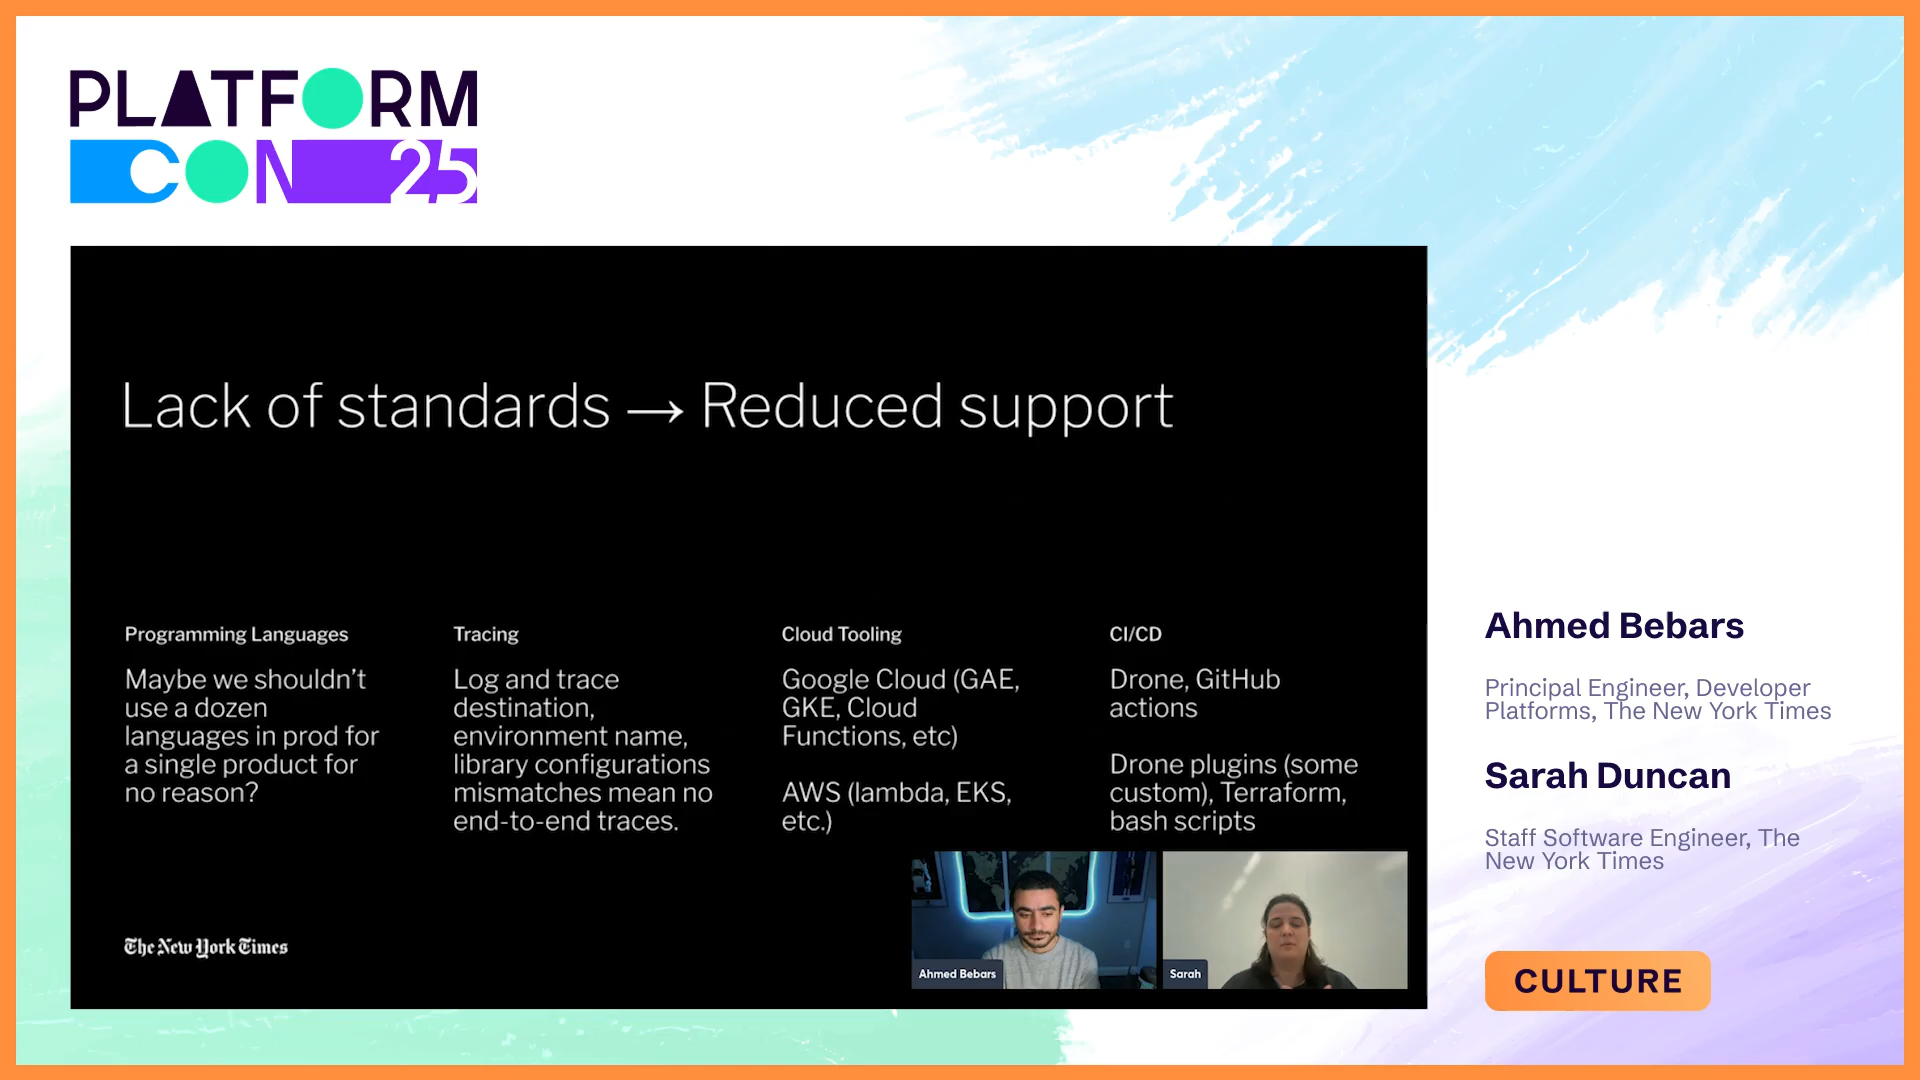 PLATFORM
CON 25
Lack of standards → Reduced support
Programming Languages
Maybe we shouldn't
use a dozen
languages in prod for
a single product for
no reason?
Tracing
Log and trace
destination,
environment name,
library configurations
mismatches mean no
end-to-end traces.
Cloud Tooling
Google Cloud (GAE,
GKE, Cloud
Functions, etc)
AWS (lambda, EKS,
etc.)
CI/CD
Drone, GitHub
actions
Drone plugins (some
custom), Terraform,
bash scripts
The New York Times
Ahmed Bebars
Sarah
Ahmed Bebars
Principal Engineer, Developer
Platforms, The New York Times
Sarah Duncan
Staff Software Engineer, The
New York Times
CULTURE